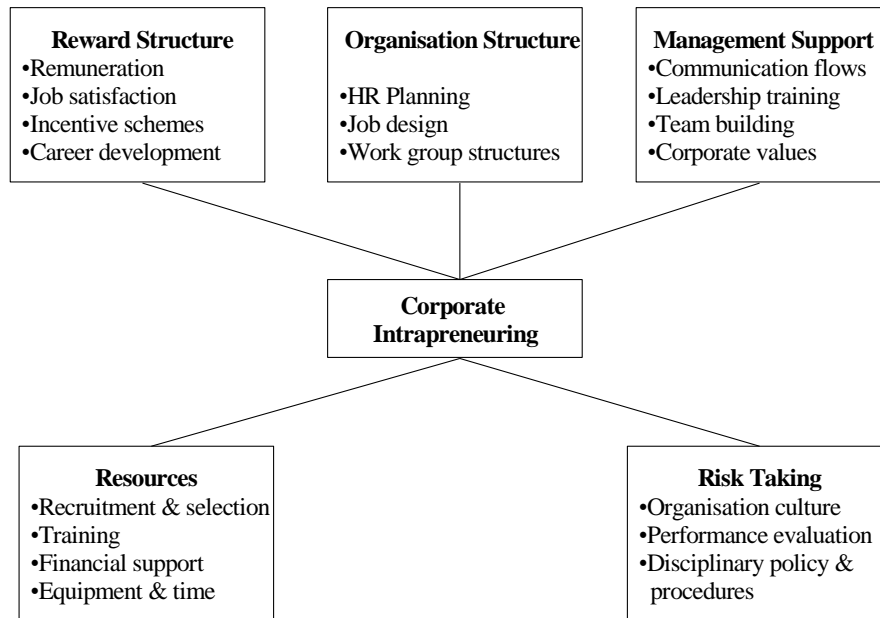 Reward Structure
•Remuneration
•Job satisfaction
•Incentive schemes
•Career development
Organisation Structure
•HR Planning
•Job design
•Work group structures
Management Support
•Communication flows
•Leadership training
•Team building
•Corporate values
Corporate
Intrapreneuring
Resources
•Recruitment & selection
•Training
•Financial support
•Equipment & time
Risk Taking
•Organisation culture
•Performance evaluation
•Disciplinary policy &
procedures